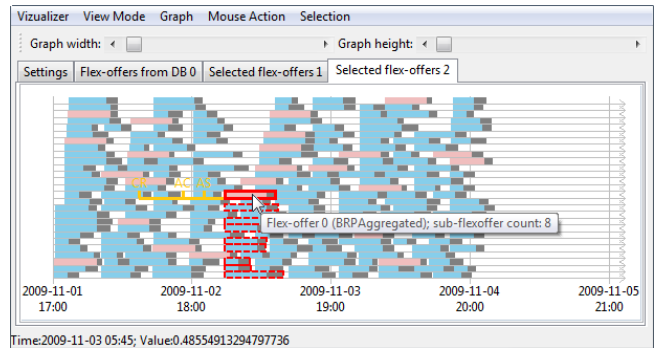 Vizualizer View Mode Graph Mouse Action Selection
Graph width: Graph height:
Settings Flex-offers from DB 0 Selected flex-offers 1 Selected flex-offers 2
CR AC AS
Flex-offer 0 (BRPAggregated); sub-flexoffer count: 8
2009-11-01 2009-11-02 2009-11-03 2009-11-04 2009-11-05
17:00 18:00 19:00 20:00 21:00
Time:2009-11-03 05:45; Value:0.48554913294797736